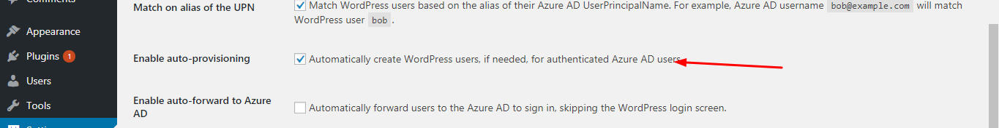 Comments
Appearance
Plugins 1
Users
Tools
Match on alias of the UPN
Match WordPress users based on the alias of their Azure AD UserPrincipalName. For example, Azure AD username bob@example.com will match
WordPress user bob .
Enable auto-provisioning
Automatically create WordPress users, if needed, for authenticated Azure AD users.
Enable auto-forward to Azure
AD
Automatically forward users to the Azure AD to sign in, skipping the WordPress login screen.